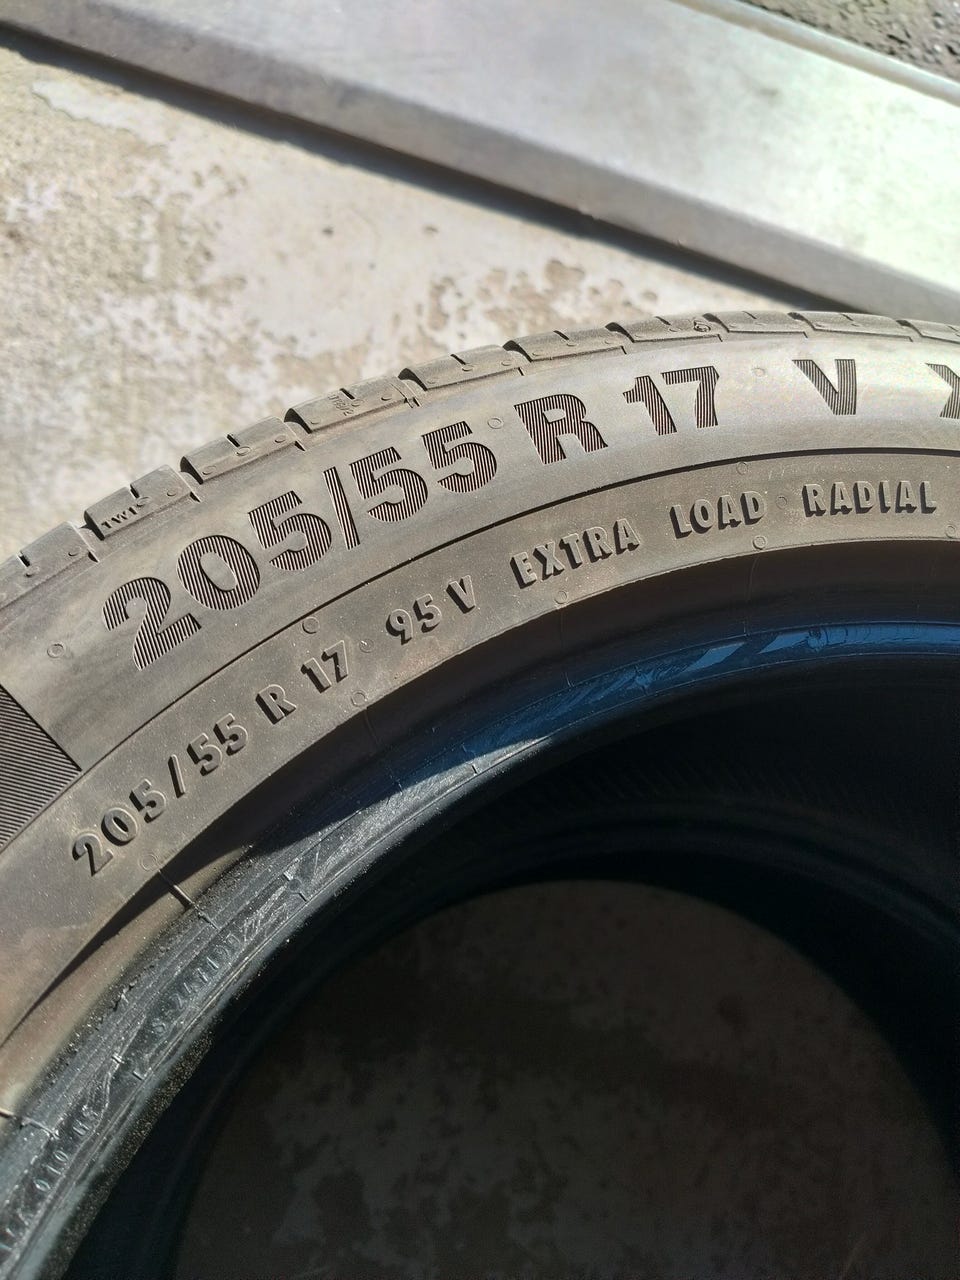 205/55 R 17 V
205/55 R 17 95 V EXTRA LOAD RADIAL
TWI